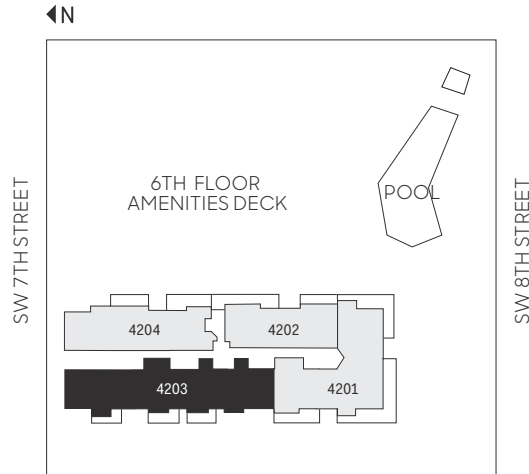 N
SW 7TH STREET
6TH FLOOR
AMENITIES DECK
POOL
SW 8TH STREET
4204
4202
4203
4201